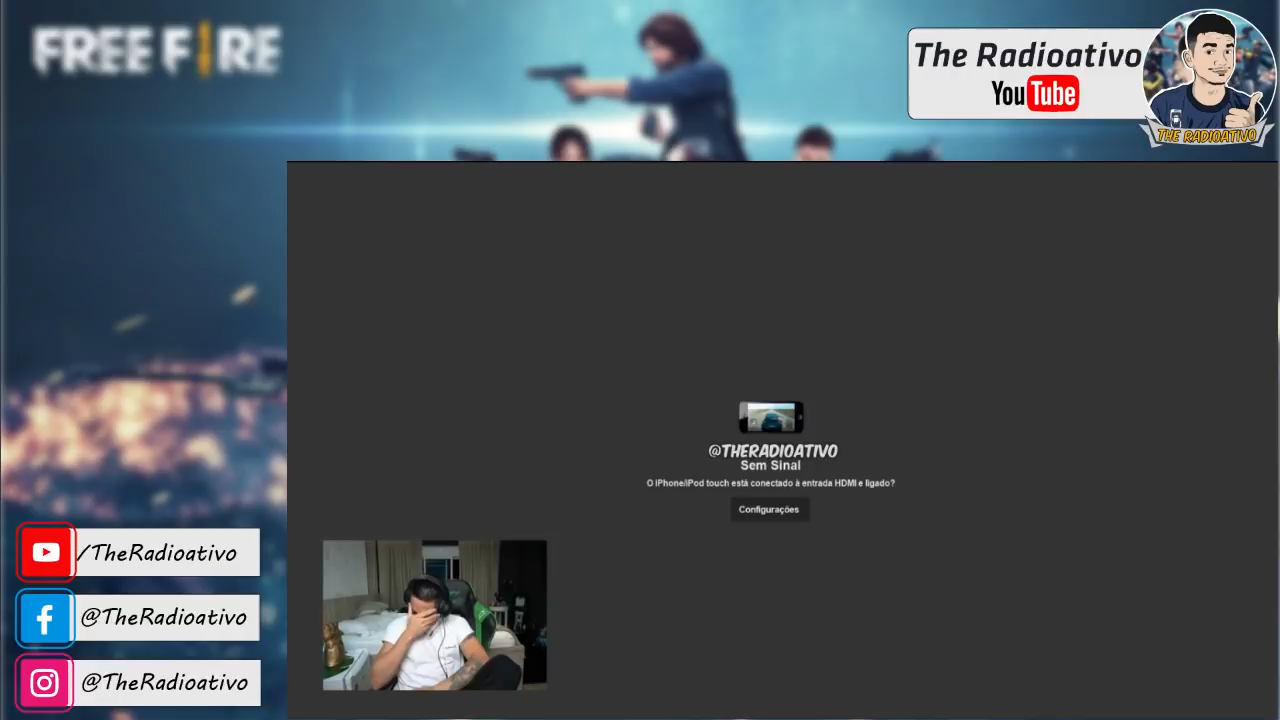 FREE FIRE
The Radioativo
YouTube
THE RADIOATIVO
@THERADIOATIVO
Sem Sinal
O iPhone/iPod touch está conectado à entrada HDMI e ligado?
Configurações
/TheRadioativo
@TheRadioativo
@TheRadioativo